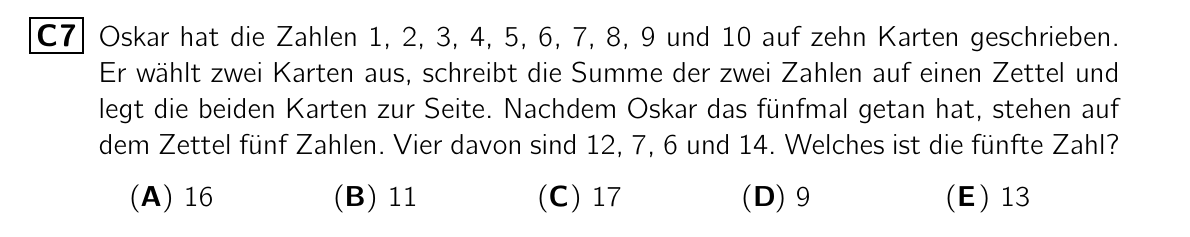 C7 Oskar hat die Zahlen 1, 2, 3, 4, 5, 6, 7, 8, 9 und 10 auf zehn Karten geschrieben.
Er wählt zwei Karten aus, schreibt die Summe der zwei Zahlen auf einen Zettel und
legt die beiden Karten zur Seite. Nachdem Oskar das fünfmal getan hat, stehen auf
dem Zettel fünf Zahlen. Vier davon sind 12, 7, 6 und 14. Welches ist die fünfte Zahl?
(A) 16 (B) 11 (C) 17 (D) 9 (E) 13